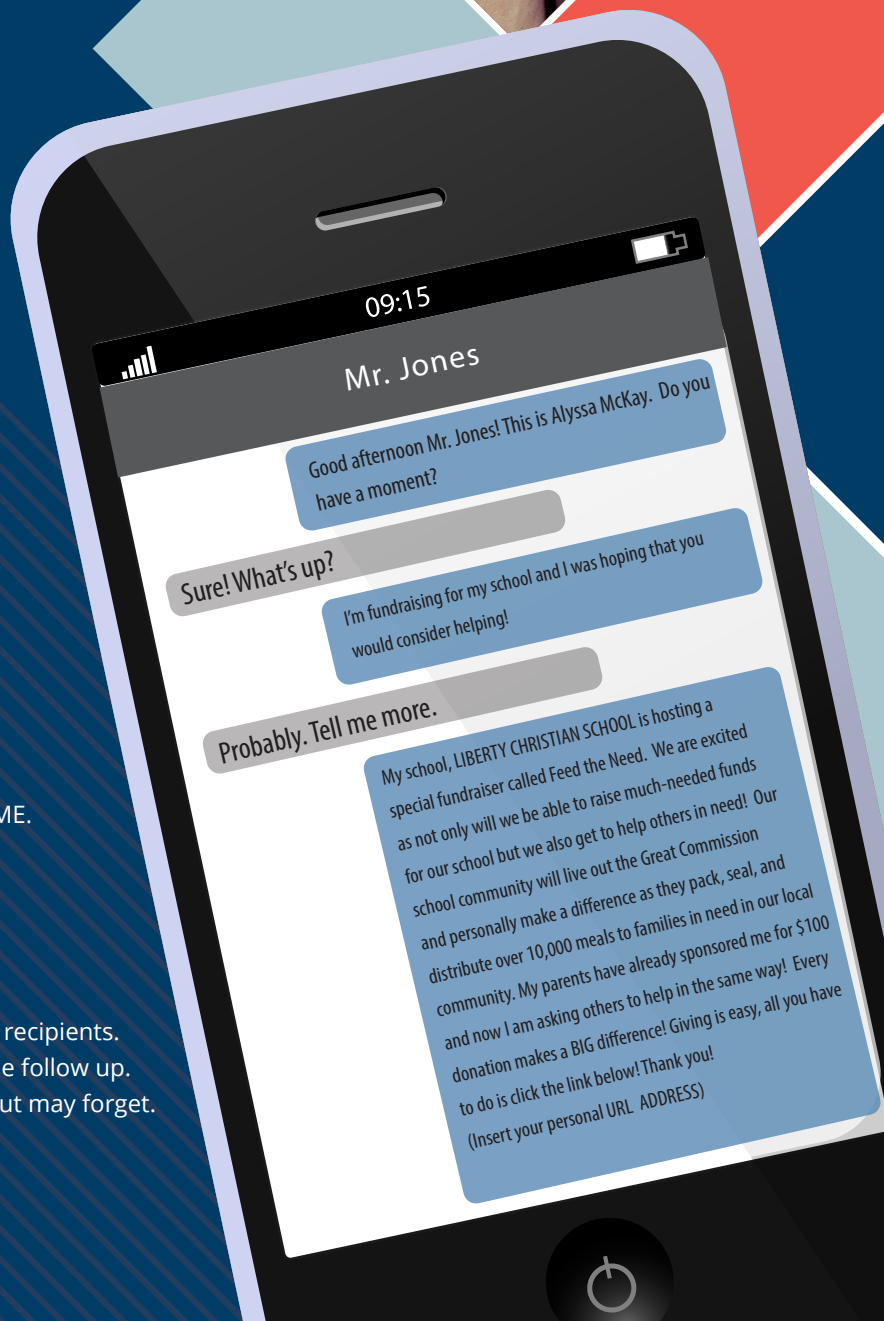 09:15
Mr. Jones
Good afternoon Mr. Jones! This is Alyssa McKay.  Do you
have a moment?
Sure! What's up?
I'm fundraising for my school and I was hoping that you
would consider helping!
Probably. Tell me more.
My school, LIBERTY CHRISTIAN SCHOOL is hosting a
special fundraiser called Feed the Need.  We are excited
as not only will we be able to raise much-needed funds
for our school but we also get to help others in need!  Our
school community will live out the Great Commission
and personally make a difference as they pack, seal, and
distribute over 10,000 meals to families in need in our local
community. My parents have already sponsored me for $100
and now I am asking others to help in the same way!  Every
donation makes a BIG difference! Giving is easy, all you have
to do is click the link below! Thank you!
(Insert your personal URL  ADDRESS)
recipients.
follow up.
may forget.